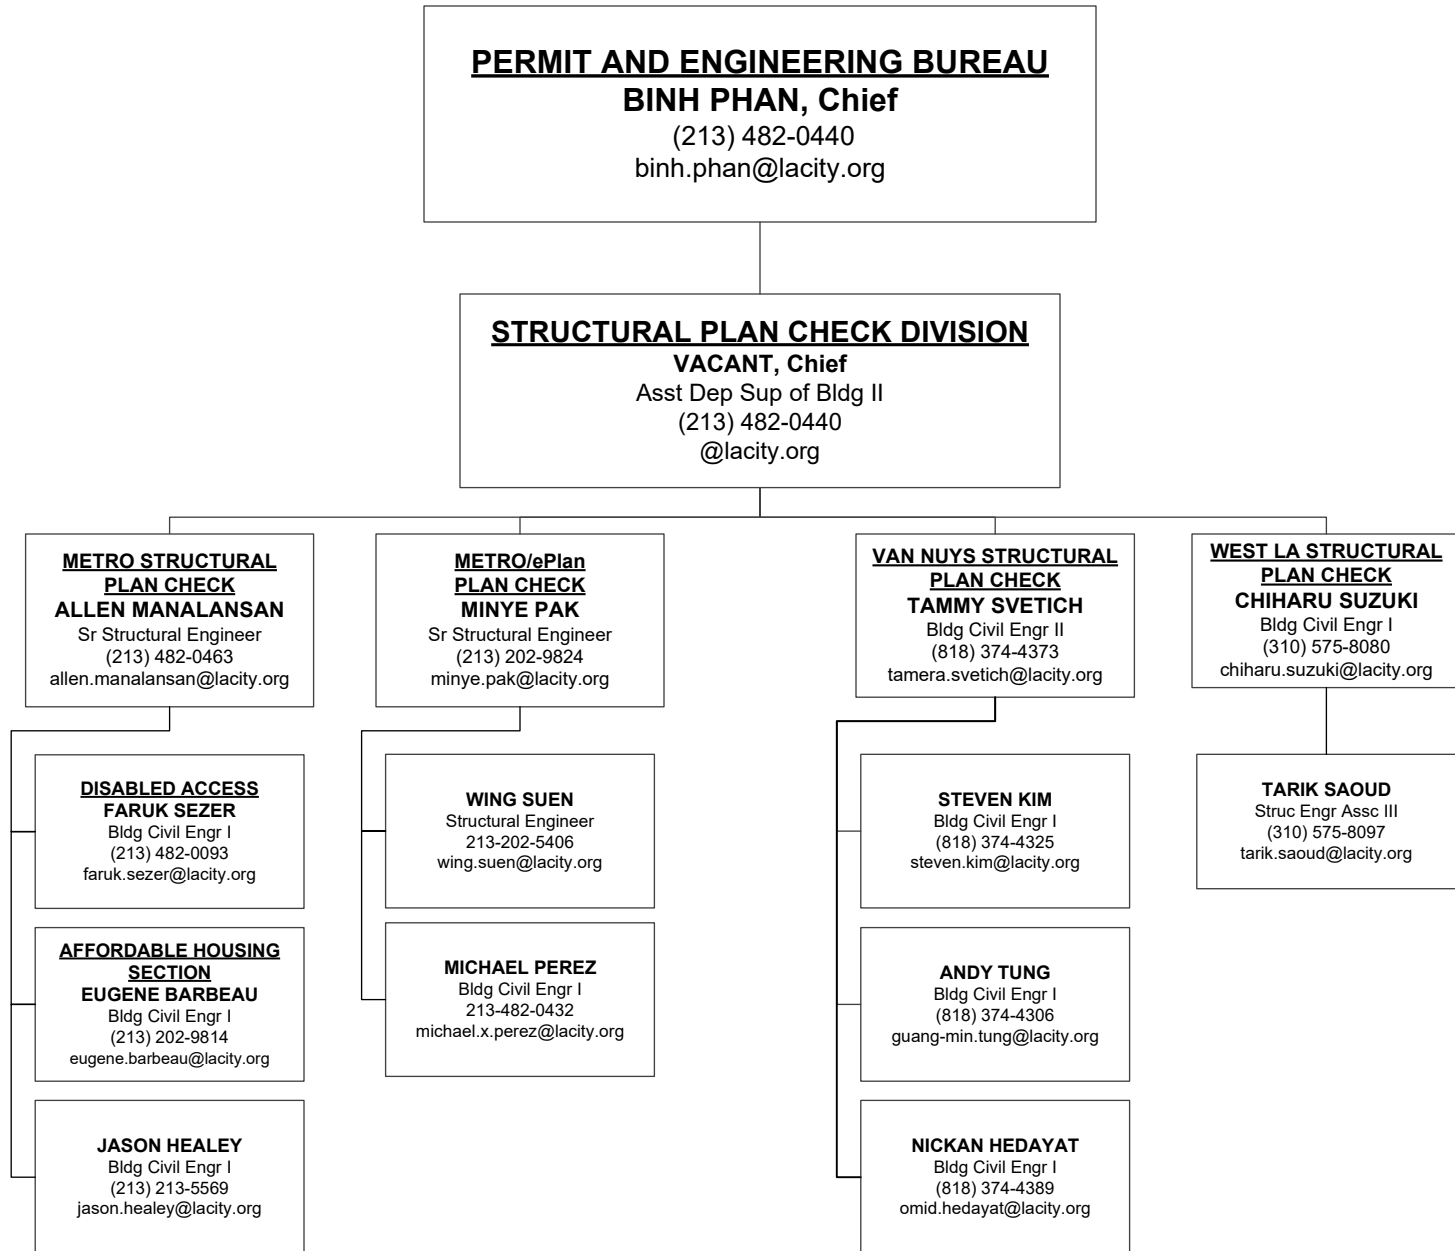 PERMIT AND ENGINEERING BUREAU
BINH PHAN, Chief
(213) 482-0440
binh.phan@lacity.org
STRUCTURAL PLAN CHECK DIVISION
VACANT, Chief
Asst Dep Sup of Bldg II
(213) 482-0440
@lacity.org
METRO STRUCTURAL
PLAN CHECK
ALLEN MANALANSAN
Sr Structural Engineer
(213) 482-0463
allen.manalansan@lacity.org
METRO/ePlan
PLAN CHECK
MINYE PAK
Sr Structural Engineer
(213) 202-9824
minye.pak@lacity.org
VAN NUYS STRUCTURAL
PLAN CHECK
TAMMY SVETICH
Bldg Civil Engr II
(818) 374-4373
tamera.svetich@lacity.org
WEST LA STRUCTURAL
PLAN CHECK
CHIHARU SUZUKI
Bldg Civil Engr I
(310) 575-8080
chiharu.suzuki@lacity.org
DISABLED ACCESS
FARUK SEZER
Bldg Civil Engr I
(213) 482-0093
faruk.sezer@lacity.org
AFFORDABLE HOUSING
SECTION
EUGENE BARBEAU
Bldg Civil Engr I
(213) 202-9814
eugene.barbeau@lacity.org
JASON HEALEY
Bldg Civil Engr I
(213) 213-5569
jason.healey@lacity.org
WING SUEN
Structural Engineer
213-202-5406
wing.suen@lacity.org
MICHAEL PEREZ
Bldg Civil Engr I
213-482-0432
michael.x.perez@lacity.org
STEVEN KIM
Bldg Civil Engr I
(818) 374-4325
steven.kim@lacity.org
ANDY TUNG
Bldg Civil Engr I
(818) 374-4306
guang-min.tung@lacity.org
NICKAN HEDAYAT
Bldg Civil Engr I
(818) 374-4389
omid.hedayat@lacity.org
TARIK SAOUD
Struc Engr Assc III
(310) 575-8097
tarik.saoud@lacity.org